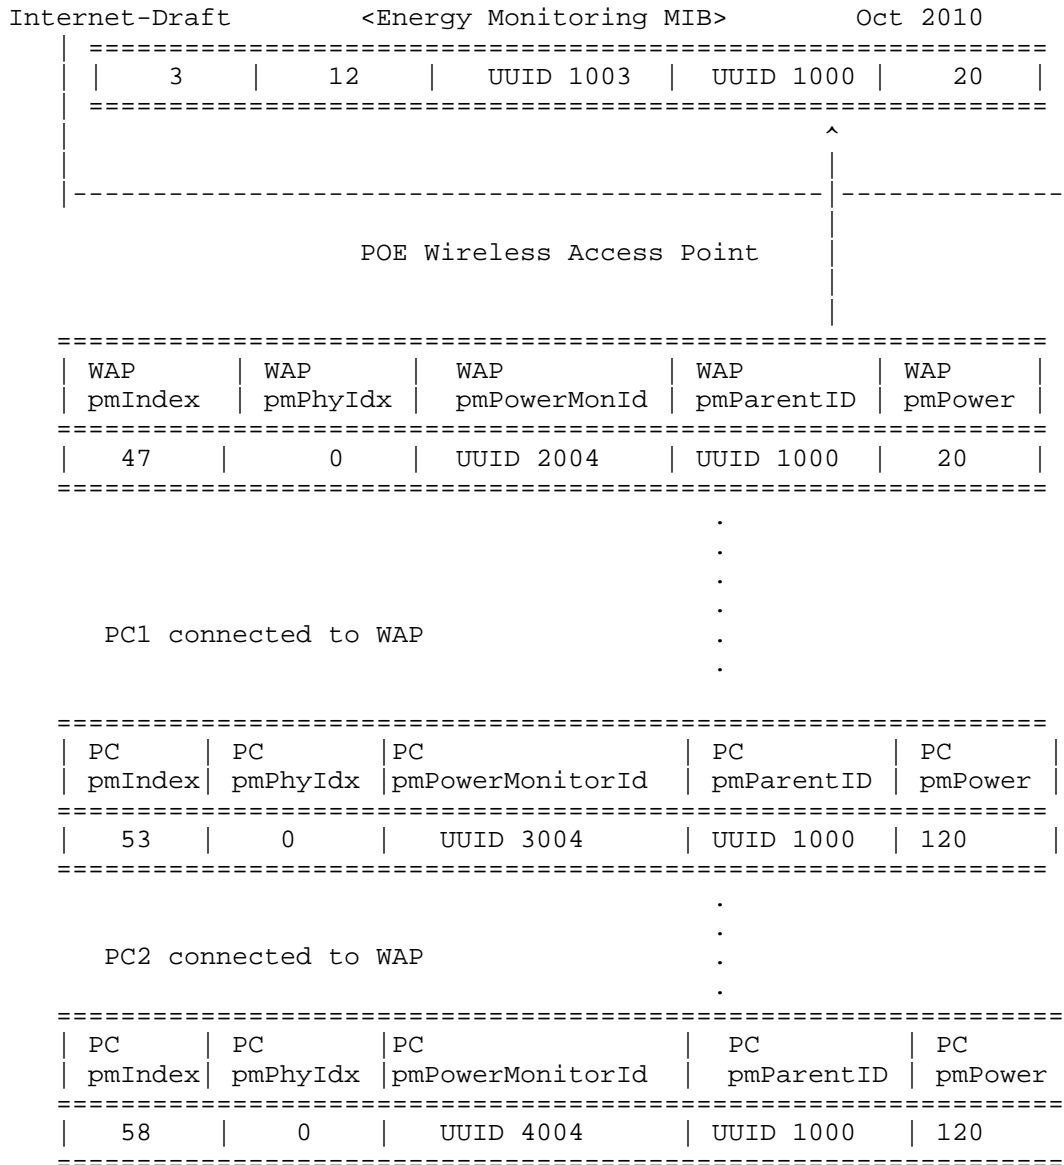 Internet-Draft <Energy Monitoring MIB> Oct 2010
| ============================================================
| | 3 | 12 | UUID 1003 | UUID 1000 | 20 |
| ============================================================
| ^
| |
|-----------------------------------------------|--------------
|
POE Wireless Access Point |
|
|
==============================================================
| WAP | WAP | WAP | WAP | WAP |
| pmIndex | pmPhyIdx | pmPowerMonId | pmParentID | pmPower |
==============================================================
| 47 | 0 | UUID 2004 | UUID 1000 | 20 |
==============================================================
.
.
.
.
PC1 connected to WAP .
.
==============================================================
| PC | PC |PC | PC | PC |
| pmIndex| pmPhyIdx |pmPowerMonitorId | pmParentID | pmPower |
==============================================================
| 53 | 0 | UUID 3004 | UUID 1000 | 120 |
==============================================================
.
.
PC2 connected to WAP .
.
===============================================================
| PC | PC |PC | PC | PC
| pmIndex| pmPhyIdx |pmPowerMonitorId | pmParentID | pmPower
===============================================================
| 58 | 0 | UUID 4004 | UUID 1000 | 120
===============================================================